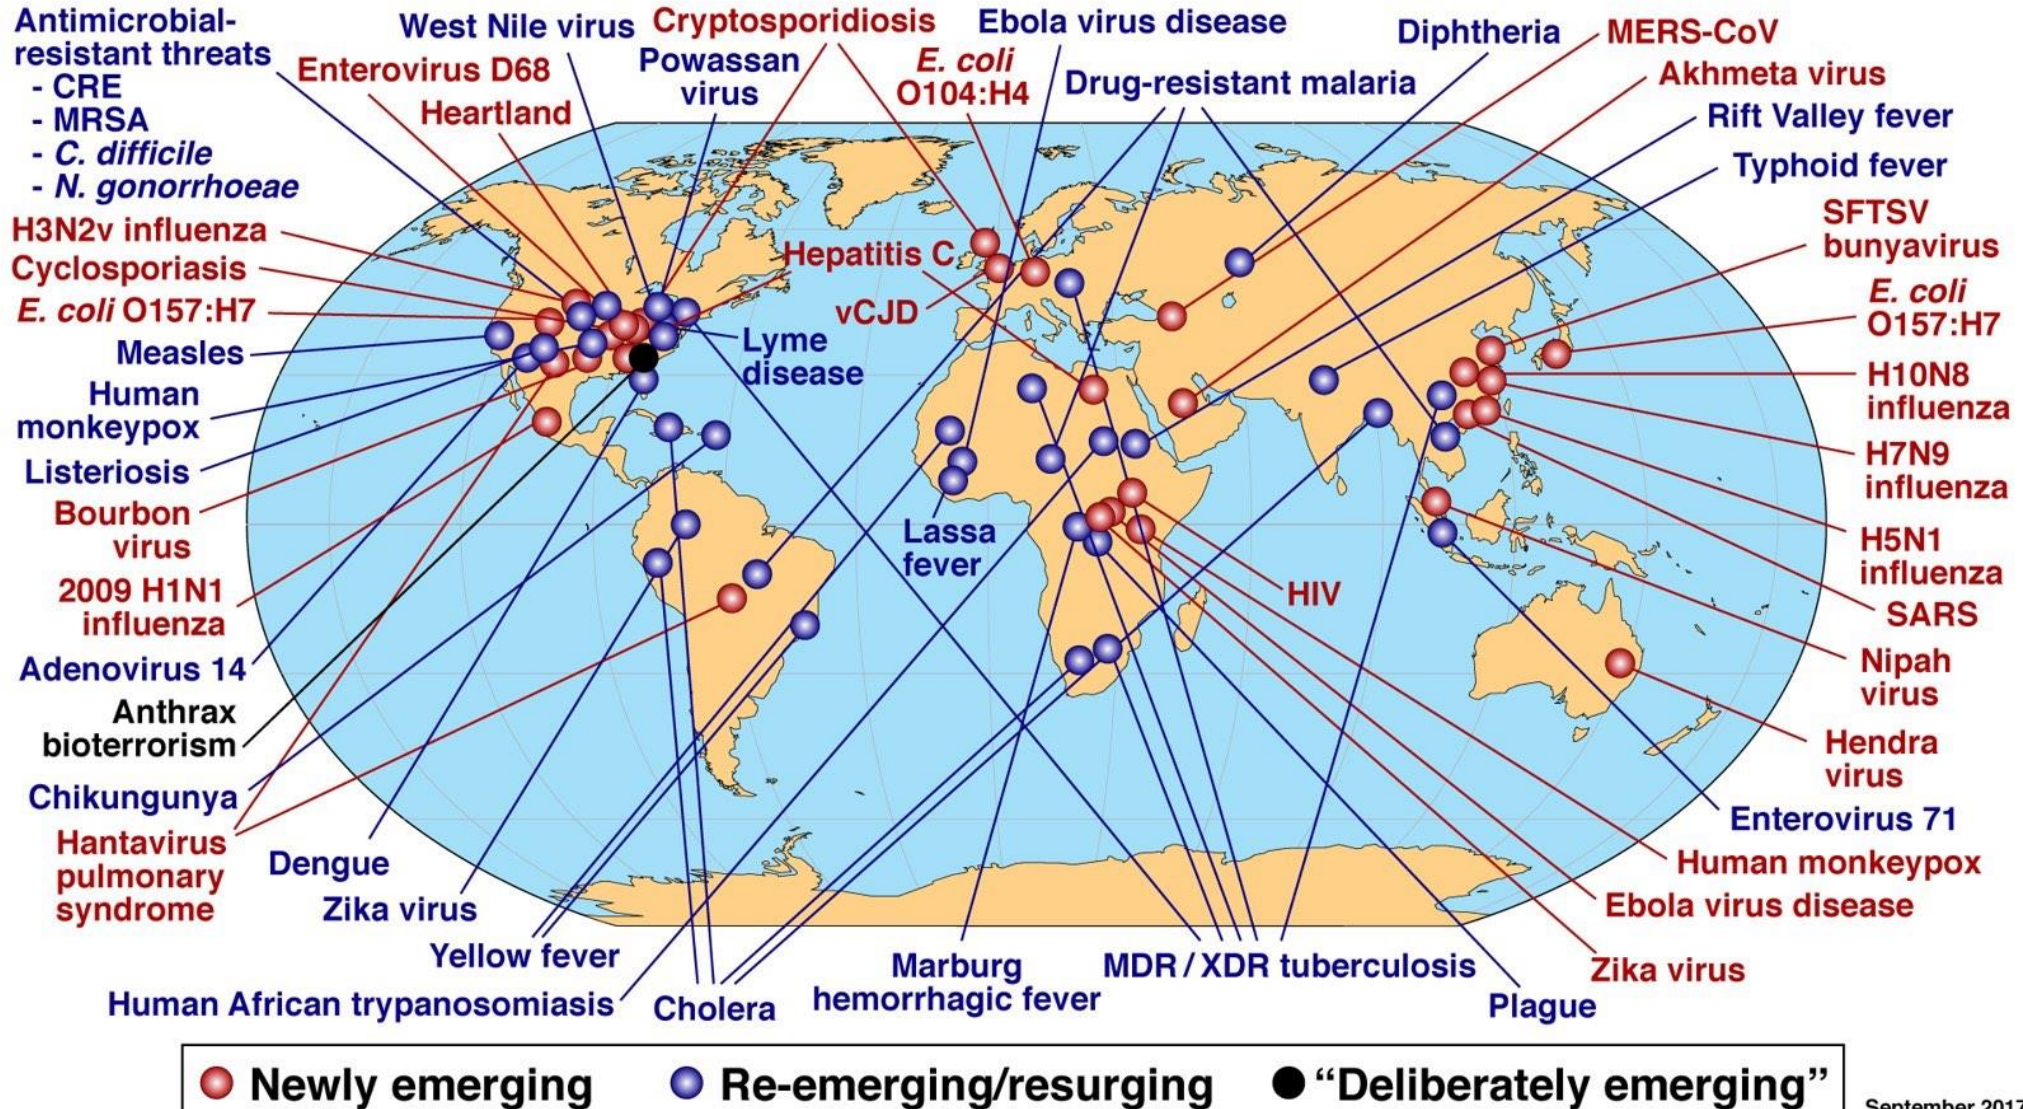 Antimicrobial-
resistant threats
- CRE
- MRSA
- C. difficile
- N. gonorrhoeae
West Nile virus
Cryptosporidiosis
Ebola virus disease
Diphtheria
MERS-CoV
Enterovirus D68
Powassan
virus
E. coli
O104:H4
Drug-resistant malaria
Akhmeta virus
Heartland
Rift Valley fever
Typhoid fever
H3N2v influenza
Cyclosporiasis
E. coli O157:H7
Measles
Human
monkeypox
Listeriosis
Bourbon
virus
2009 H1N1
influenza
Adenovirus 14
Anthrax
bioterrorism
Chikungunya
Hantavirus
pulmonary
syndrome
Hepatitis C
vCJD
Lyme
disease
Lassa
fever
HIV
SFTSV
bunyavirus
E. coli
O157:H7
H10N8
influenza
H7N9
influenza
H5N1
influenza
SARS
Nipah
virus
Hendra
virus
Enterovirus 71
Human monkeypox
Ebola virus disease
Zika virus
Plague
Dengue
Zika virus
Yellow fever
Human African trypanosomiasis
Cholera
Marburg
hemorrhagic fever
MDR / XDR tuberculosis
Newly emerging
Re-emerging/resurging
“Deliberately emerging”
September 2017